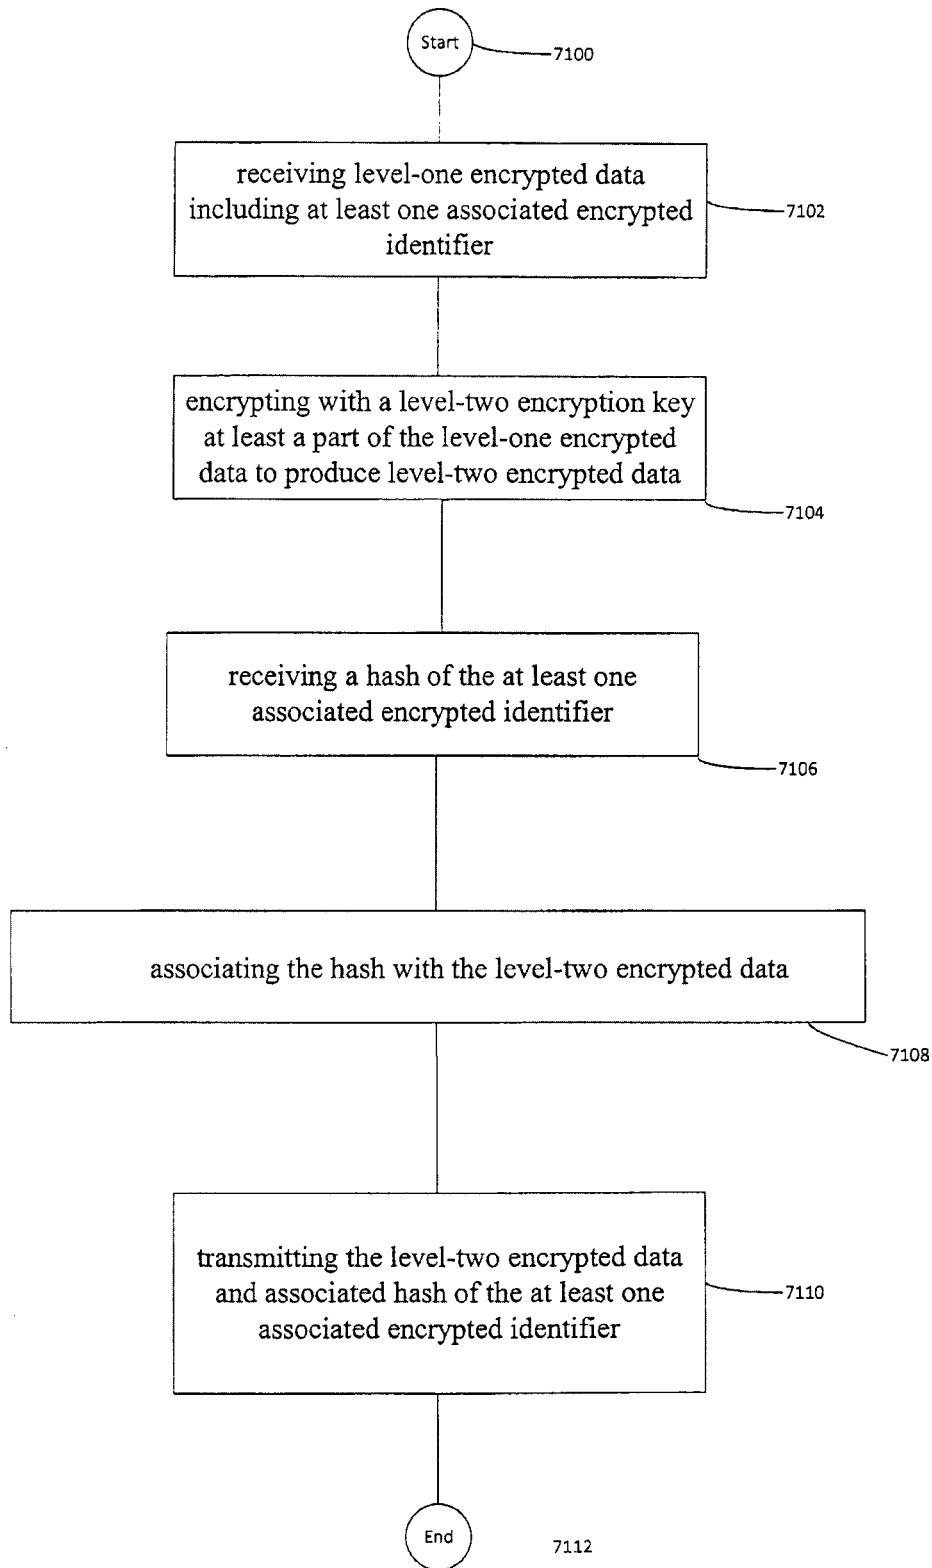 Start
7100
receiving level-one encrypted data
including at least one associated encrypted
identifier
7102
encrypting with a level-two encryption key
at least a part of the level-one encrypted
data to produce level-two encrypted data
7104
receiving a hash of the at least one
associated encrypted identifier
7106
associating the hash with the level-two encrypted data
7108
transmitting the level-two encrypted data
and associated hash of the at least one
associated encrypted identifier
7110
End
7112